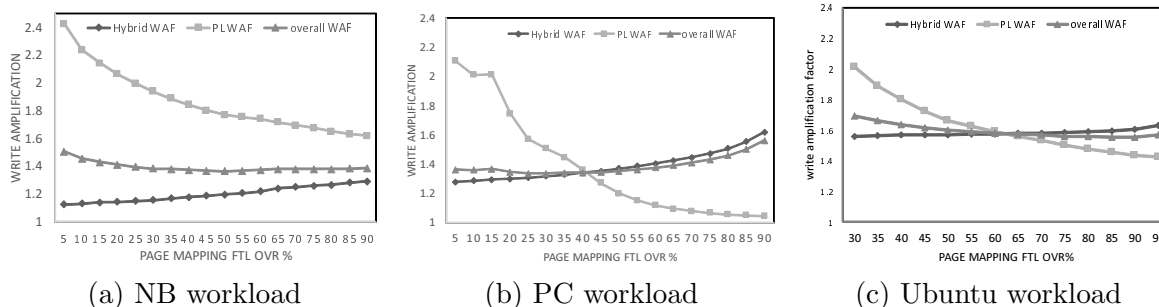 2.4
2.2
2
1.8
1.6
1.4
1.2
1
WRITE AMPLIFICATION
Hybrid WAF PL WAF overall WAF
5 10 15 20 25 30 35 40 45 50 55 60 65 70 75 80 85 90
PAGE MAPPING FTL OVR %
(a) NB workload
2.4
2.2
2
1.8
1.6
1.4
1.2
1
WRITE AMPLIFICATION
Hybrid WAF PL WAF overall WAF
5 10 15 20 25 30 35 40 45 50 55 60 65 70 75 80 85 90
PAGE MAPPING FTL OVR %
(b) PC workload
2.4
2.2
2
1.8
1.6
1.4
1.2
1
write amplification factor
Hybrid WAF PL WAF overall WAF
30 35 40 45 50 55 60 65 70 75 80 85 90
PAGE MAPPING FTL OVR%
(c) Ubuntu workload